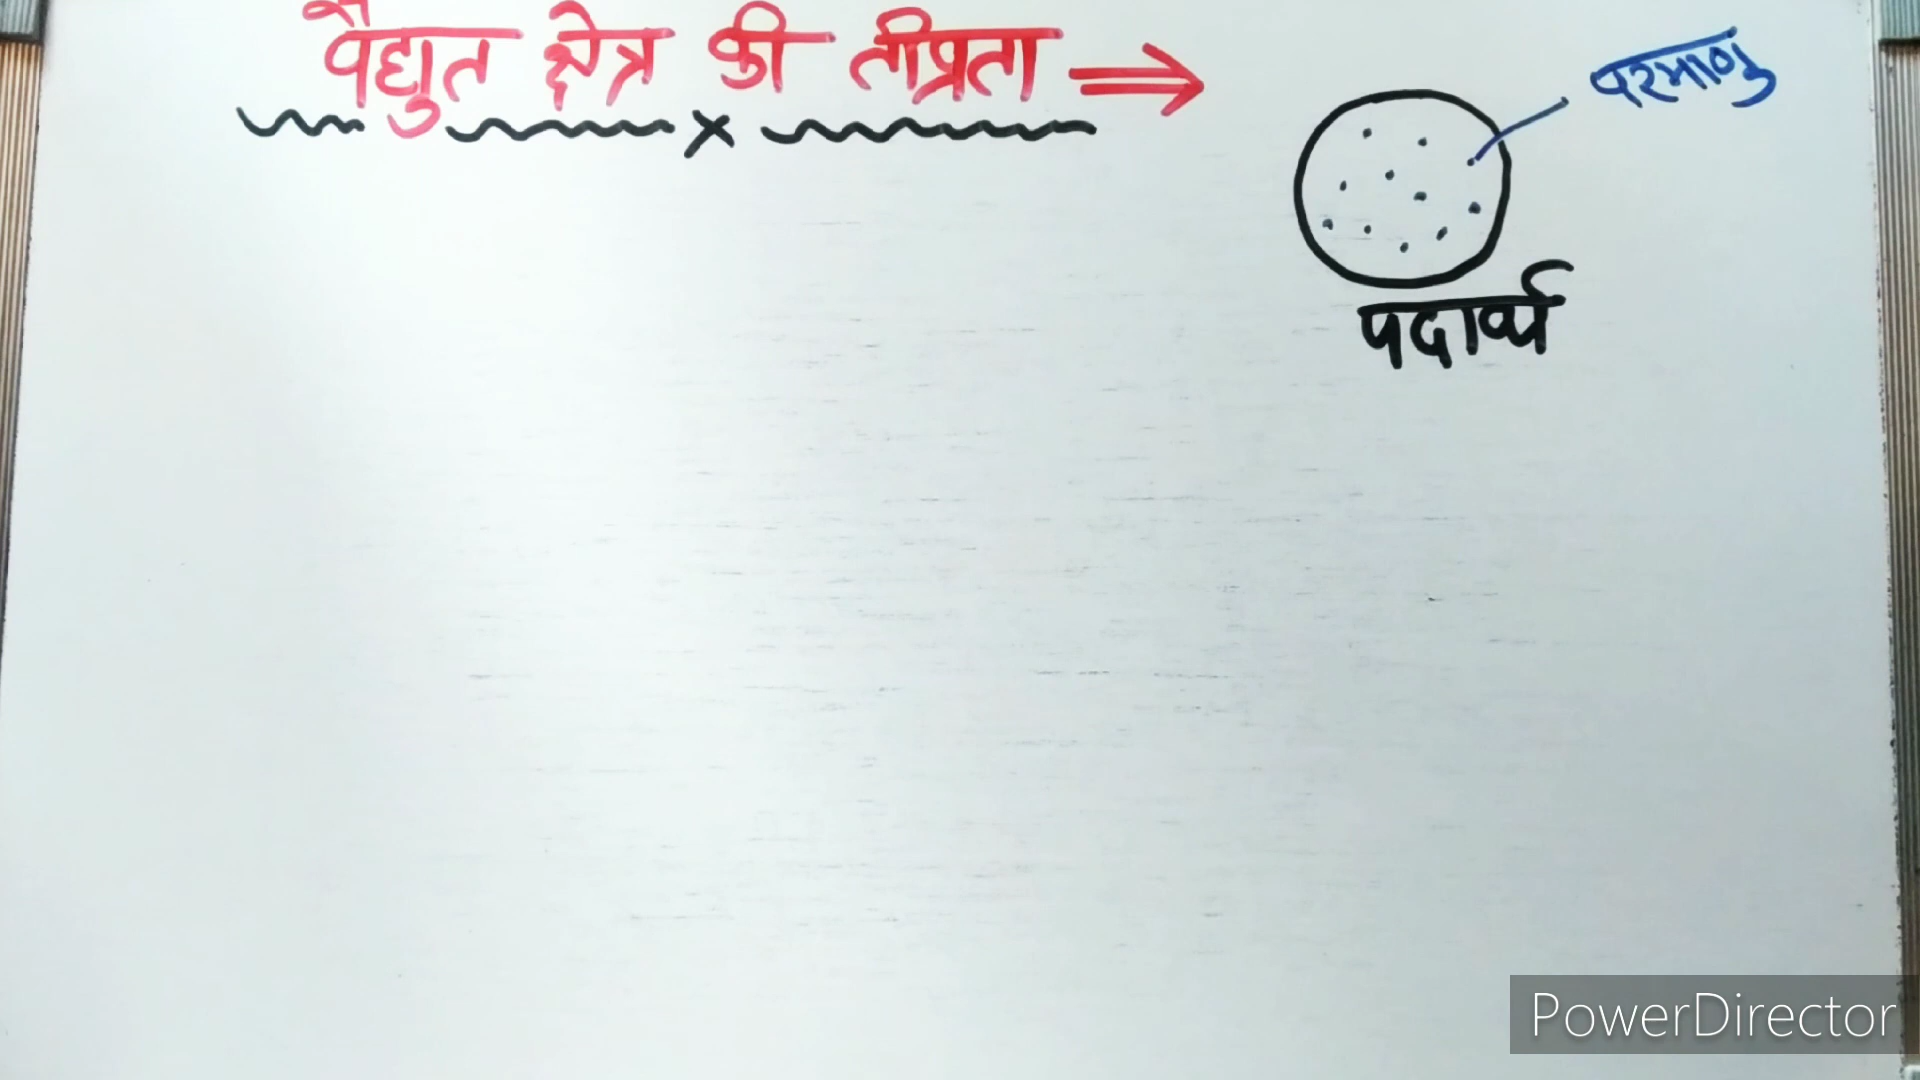 वैद्युत क्षेत्र की तीव्रता
परमाणु
पदार्थ
PowerDirector